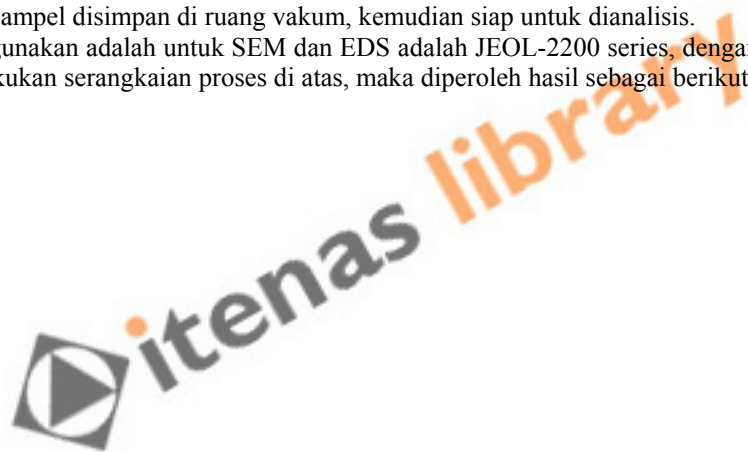 ampel disimpan di ruang vakum, kemudian siap untuk dianalisis.
gunakan adalah untuk SEM dan EDS adalah JEOL-2200 series, dengan
kukan serangkaian proses di atas, maka diperoleh hasil sebagai berikut
itenas library